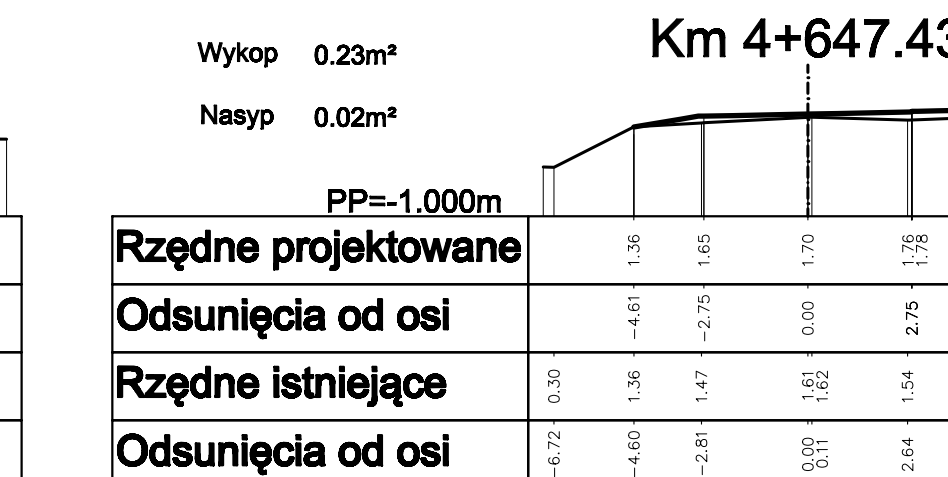 Km 4+647.43
Wykop 0.23m²
Nasyp 0.02m²
PP=-1.000m
Rzędne projektowane 1.36 1.65 1.70 1.76 1.78
Odsunięcia od osi -4.61 -2.75 0.00 2.75
Rzędne istniejące 0.30 1.36 1.47 1.61 1.62 1.54
Odsunięcia od osi -6.72 -4.60 -2.81 0.00 0.11 2.64